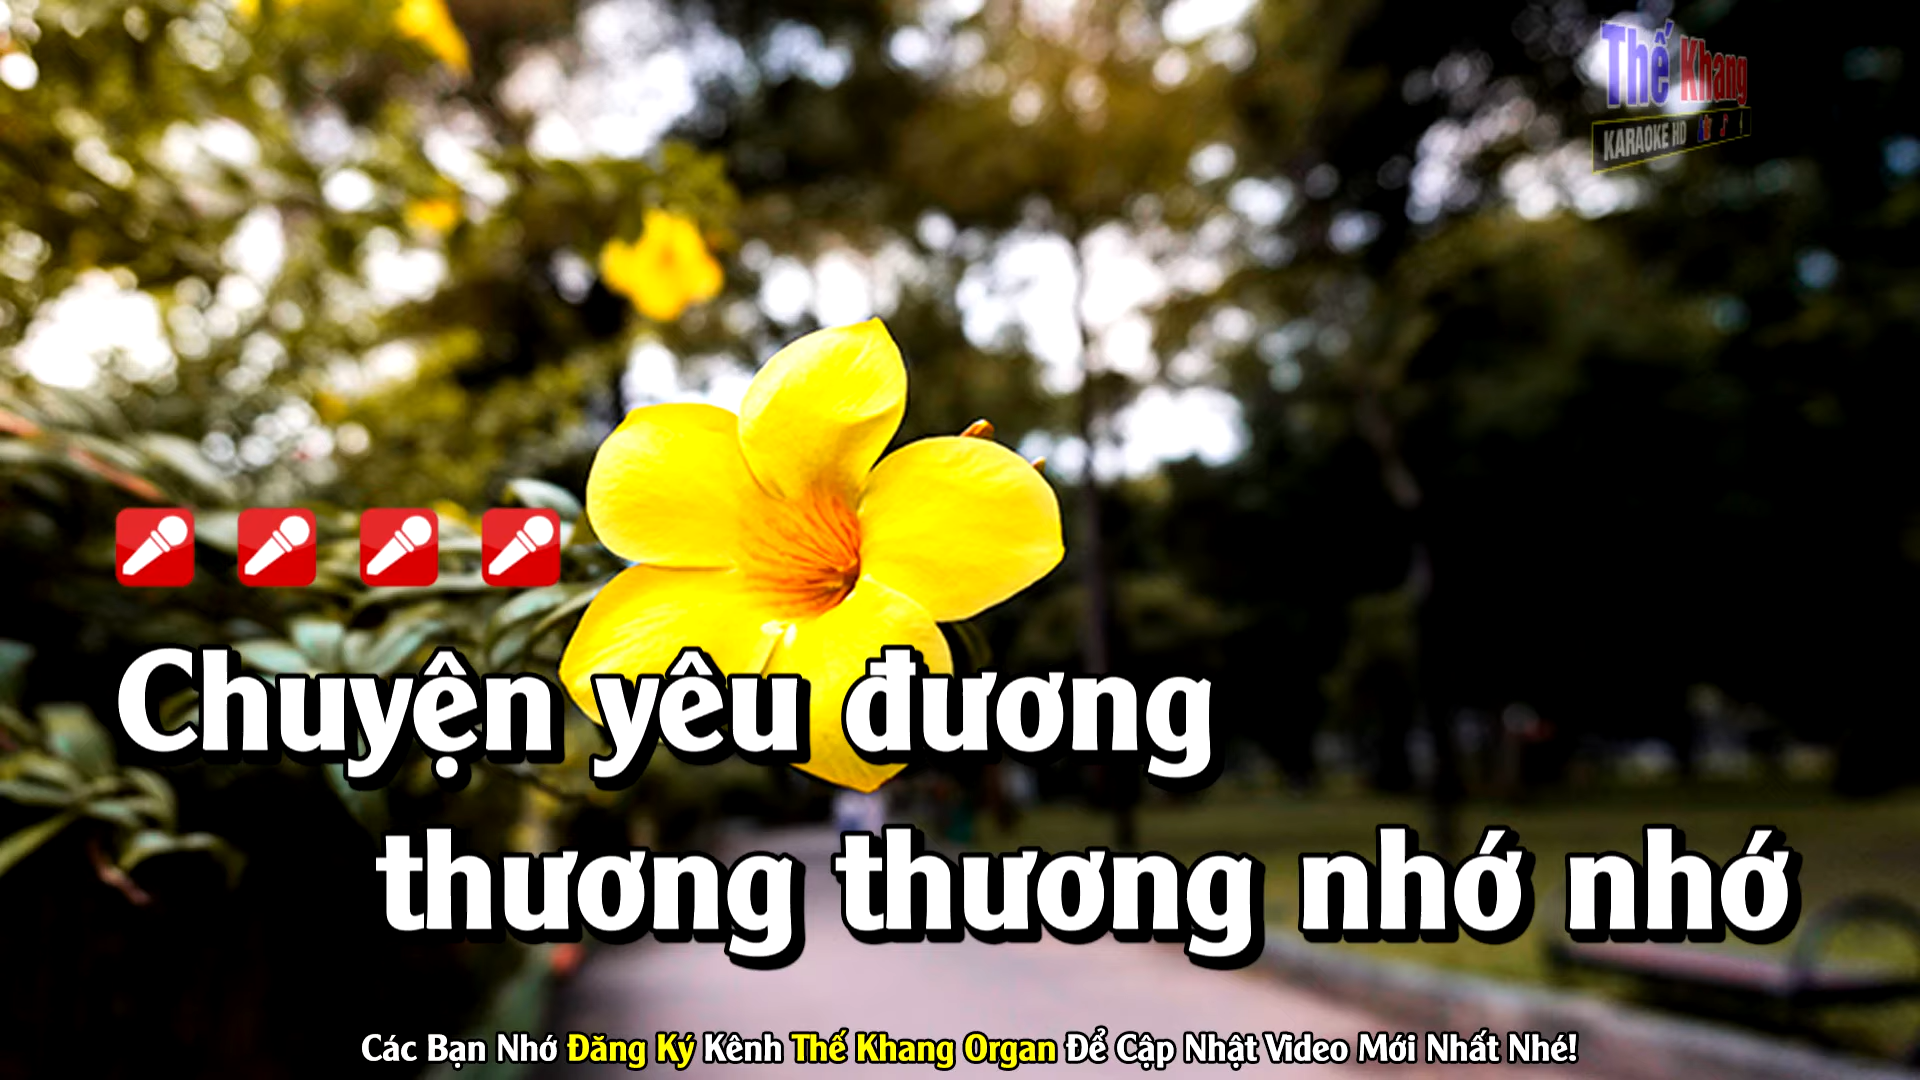 Thế Khang
KARAOKE HD
Chuyện yêu đương
thương thương nhớ nhớ
Các Bạn Nhớ Đăng Ký Kênh Thế Khang Organ Để Cập Nhật Video Mới Nhất Nhé!